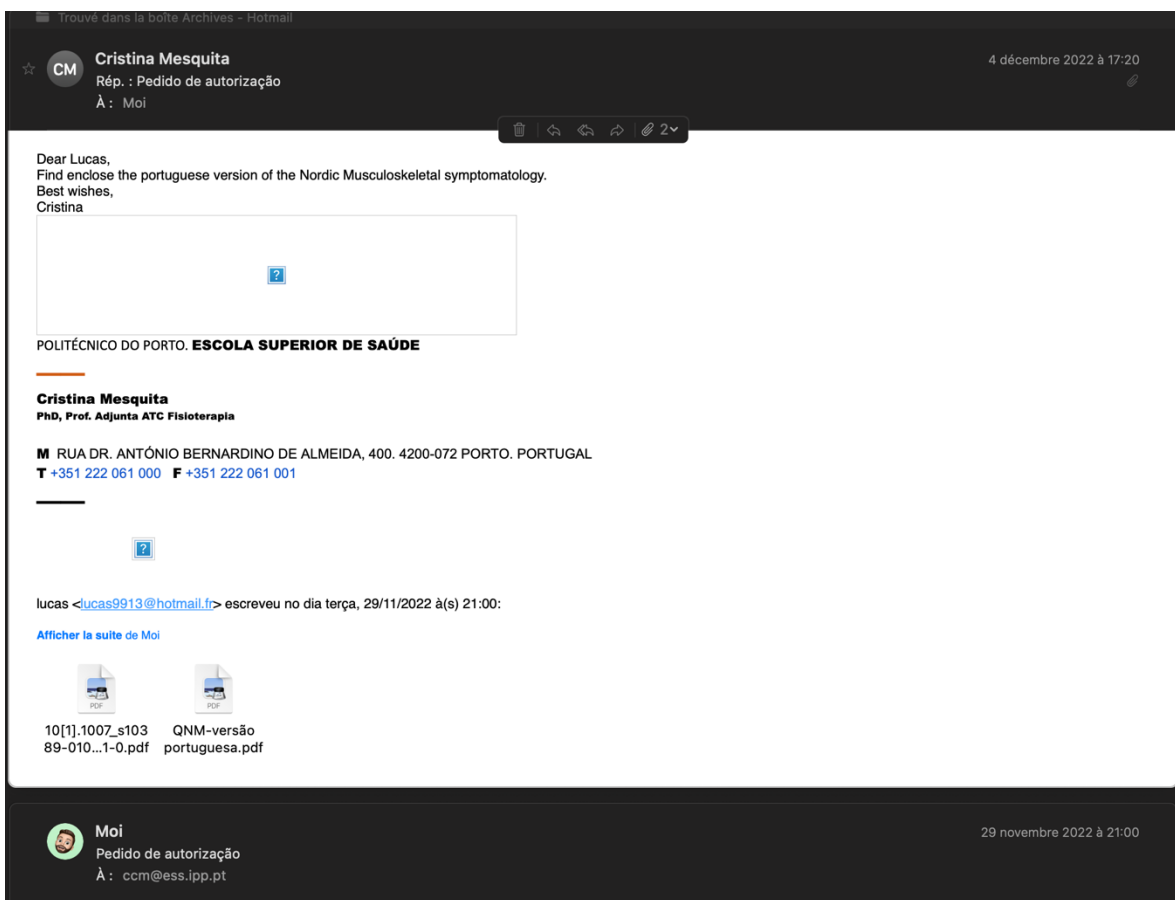 Trouvé dans la boîte Archives - Hotmail
CM
Cristina Mesquita
4 décembre 2022 à 17:20
Rép. : Pedido de autorização
À : Moi
2
Dear Lucas,
Find enclose the portuguese version of the Nordic Musculoskeletal symptomatology.
Best wishes,
Cristina
?
POLITÉCNICO DO PORTO. ESCOLA SUPERIOR DE SAÚDE
Cristina Mesquita
PhD, Prof. Adjunta ATC Fisioterapia
M RUA DR. ANTÓNIO BERNARDINO DE ALMEIDA, 400. 4200-072 PORTO. PORTUGAL
T +351 222 061 000 F +351 222 061 001
?
lucas <lucas9913@hotmail.fr> escreveu no dia terça, 29/11/2022 à(s) 21:00:
Afficher la suite de Moi
PDF PDF
10[1].1007_s103 QNM-versão
89-010...1-0.pdf portuguesa.pdf
Moi
29 novembre 2022 à 21:00
Pedido de autorização
À : ccm@ess.ipp.pt